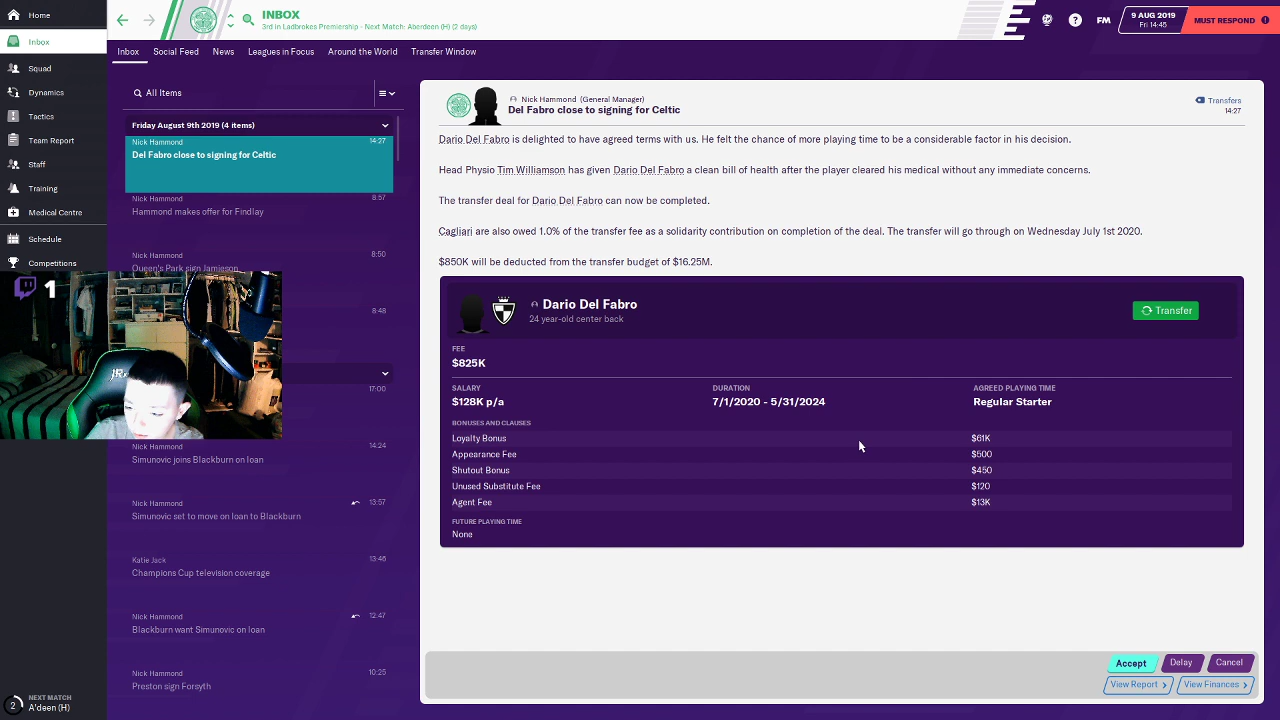 INBOX
3rd in Ladbrokes Premiership - Next Match: Aberdeen (H) (2 days)
FM
9 AUG 2019
Fri 14:45
MUST RESPOND
Inbox
Social Feed
News
Leagues in Focus
Around the World
Transfer Window
Inbox
Squad
Dynamics
Tactics
Team Report
Staff
Training
Medical Centre
Schedule
Competitions
1
2
NEXT MATCH
A'deen (H)
All Items
Friday August 9th 2019 (4 items)
Nick Hammond 14:27
Del Fabro close to signing for Celtic
Nick Hammond 8:57
Hammond makes offer for Findlay
Nick Hammond 8:50
Queen's Park sign Jamieson
8:48
17:00
Nick Hammond 14:24
Simunovic joins Blackburn on loan
Nick Hammond 13:57
Simunovic set to move on loan to Blackburn
Katie Jack 13:46
Champions Cup television coverage
Nick Hammond 12:47
Blackburn want Simunovic on loan
Nick Hammond 10:25
Preston sign Forsyth
Nick Hammond (General Manager)
Del Fabro close to signing for Celtic
Transfers
14:27
Dario Del Fabro is delighted to have agreed terms with us. He felt the chance of more playing time to be a considerable factor in his decision.
Head Physio Tim Williamson has given Dario Del Fabro a clean bill of health after the player cleared his medical without any immediate concerns.
The transfer deal for Dario Del Fabro can now be completed.
Cagliari are also owed 1.0% of the transfer fee as a solidarity contribution on completion of the deal. The transfer will go through on Wednesday July 1st 2020.
$850K will be deducted from the transfer budget of $16.25M.
Dario Del Fabro
24 year-old center back
Transfer
FEE
$825K
SALARY DURATION AGREED PLAYING TIME
$128K p/a 7/1/2020 - 5/31/2024 Regular Starter
BONUSES AND CLAUSES
Loyalty Bonus $61K
Appearance Fee $500
Shutout Bonus $450
Unused Substitute Fee $120
Agent Fee $13K
FUTURE PLAYING TIME
None
Accept
Delay
Cancel
View Report
View Finances